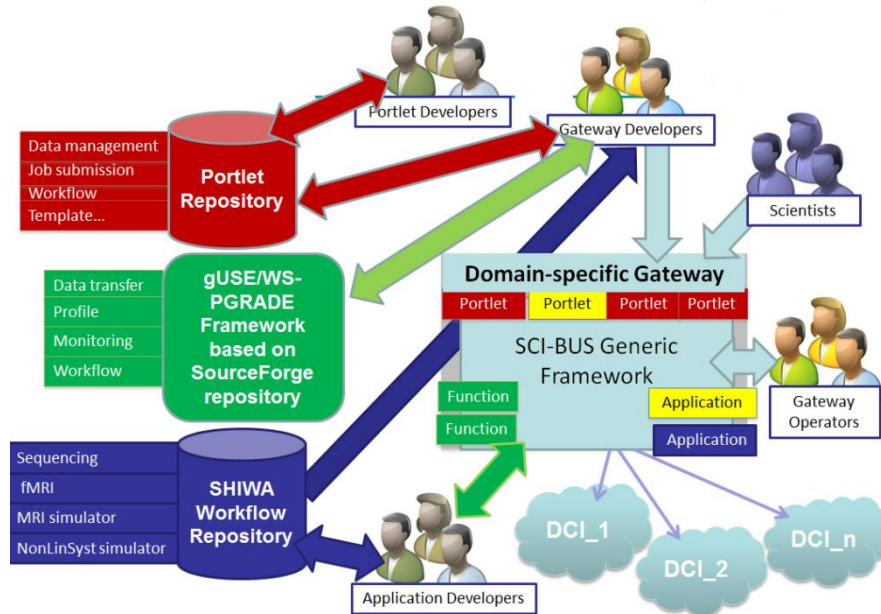 Portlet Developers
Gateway Developers
Data management
Job submission
Workflow
Template...
Portlet
Repository
Scientists
Data transfer
Profile
Monitoring
Workflow
gUSE/WS-
PGRADE
Framework
based on
SourceForge
repository
Domain-specific Gateway
Portlet
Portlet
Portlet
Portlet
SCI-BUS Generic
Framework
Function
Function
Application
Application
Gateway
Operators
Sequencing
fMRI
MRI simulator
NonLinSyst simulator
SHIWA
Workflow
Repository
Application Developers
DCI_1
DCI_2
DCI_n